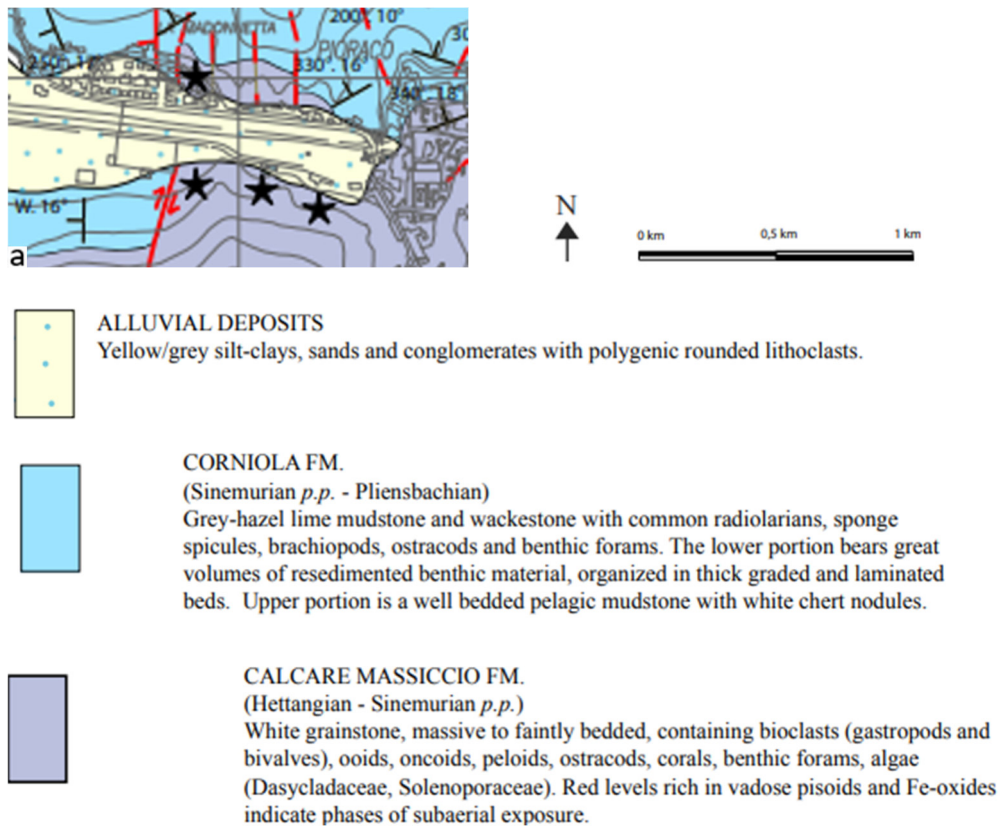 200°, 10°
30
MADONNETTA
PIORACO
250°, 18°
330°, 16°
340°, 18°
W. 16°
a
N
0 km 0,5 km 1 km
ALLUVIAL DEPOSITS
Yellow/grey silt-clays, sands and conglomerates with polygenic rounded lithoclasts.
CORNIOLA FM.
(Sinemurian p.p. - Pliensbachian)
Grey-hazel lime mudstone and wackestone with common radiolarians, sponge
spicules, brachiopods, ostracods and benthic forams. The lower portion bears great
volumes of resedimented benthic material, organized in thick graded and laminated
beds. Upper portion is a well bedded pelagic mudstone with white chert nodules.
CALCARE MASSICCIO FM.
(Hettangian - Sinemurian p.p.)
White grainstone, massive to faintly bedded, containing bioclasts (gastropods and
bivalves), ooids, oncoids, peloids, ostracods, corals, benthic forams, algae
(Dasycladaceae, Solenoporaceae). Red levels rich in vadose pisoids and Fe-oxides
indicate phases of subaerial exposure.